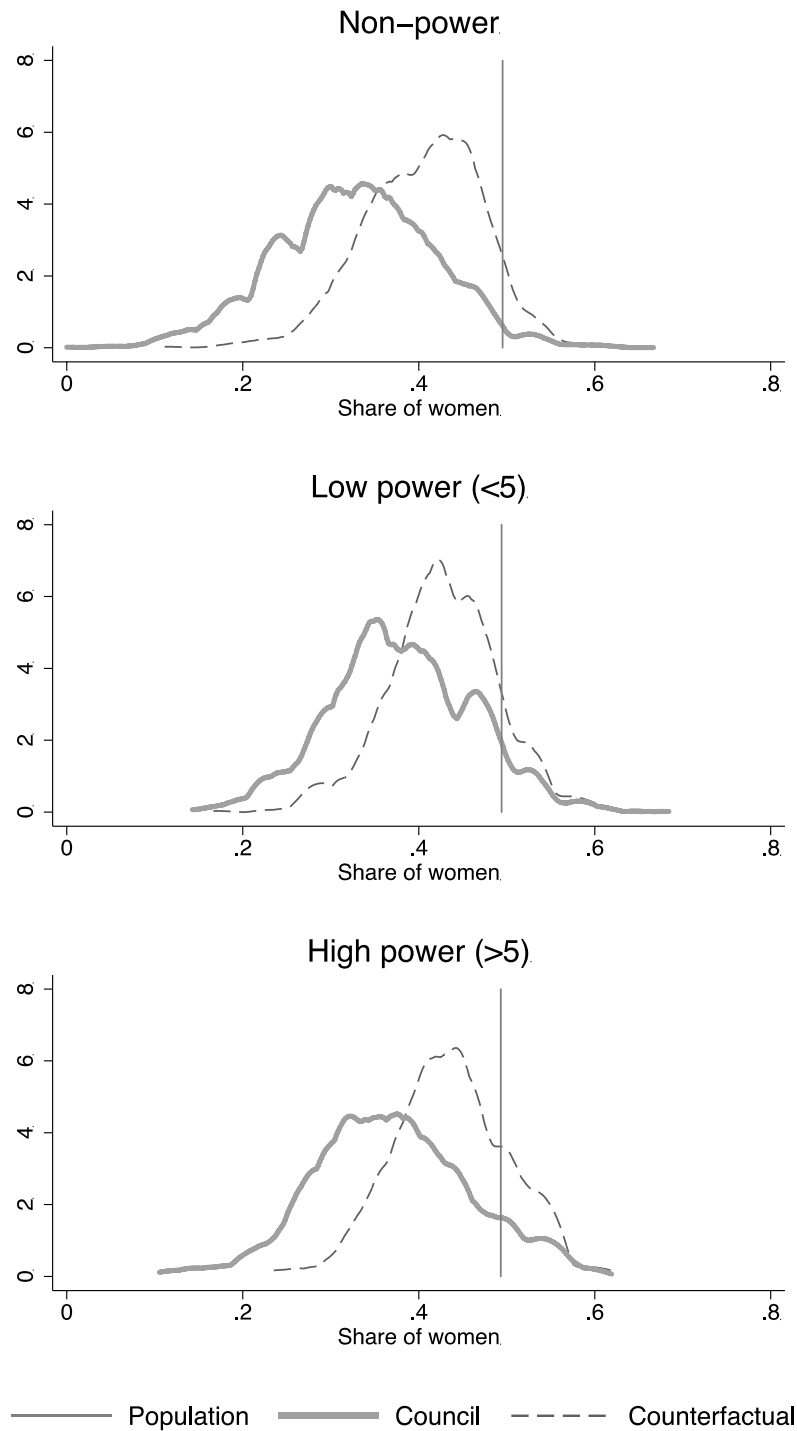 Non−power
8
6
4
2
0
0 .2 .4 .6 .8
Share of women
Low power (<5)
8
6
4
2
0
0 .2 .4 .6 .8
Share of women
High power (>5)
8
6
4
2
0
0 .2 .4 .6 .8
Share of women
Population Council Counterfactual